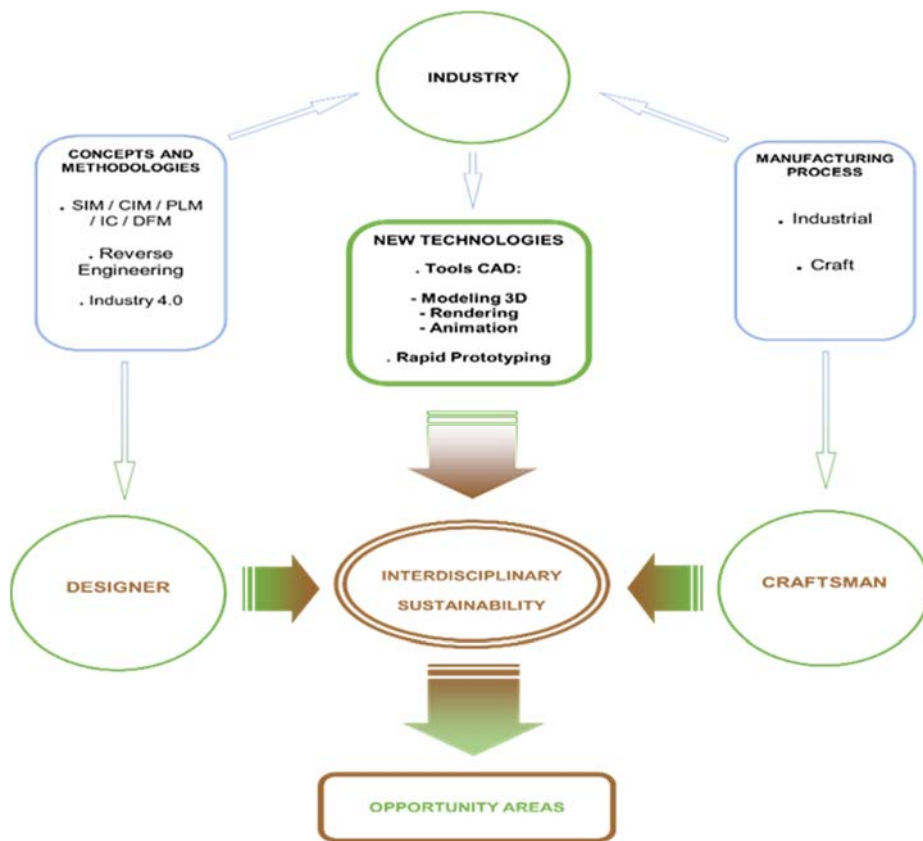 INDUSTRY
CONCEPTS AND
METHODOLOGIES
. SIM / CIM / PLM
/ IC / DFM
. Reverse
Engineering
. Industry 4.0
NEW TECHNOLOGIES
. Tools CAD:
- Modeling 3D
- Rendering
- Animation
. Rapid Prototyping
MANUFACTURING
PROCESS
. Industrial
. Craft
DESIGNER
INTERDISCIPLINARY
SUSTAINABILITY
CRAFTSMAN
OPPORTUNITY AREAS